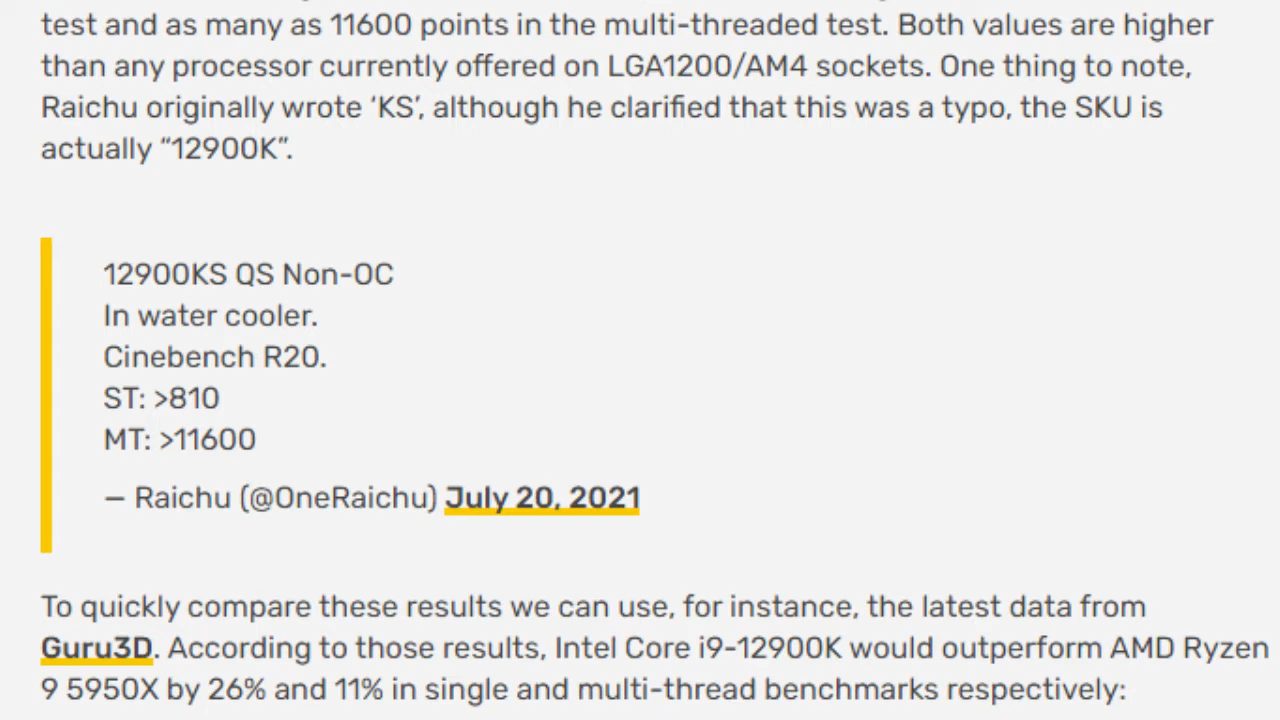 test and as many as 11600 points in the multi-threaded test. Both values are higher
than any processor currently offered on LGA1200/AM4 sockets. One thing to note,
Raichu originally wrote ‘KS’, although he clarified that this was a typo, the SKU is
actually “12900K”.
12900KS QS Non-OC
In water cooler.
Cinebench R20.
ST: >810
MT: >11600
— Raichu (@OneRaichu) July 20, 2021
To quickly compare these results we can use, for instance, the latest data from
Guru3D. According to those results, Intel Core i9-12900K would outperform AMD Ryzen
9 5950X by 26% and 11% in single and multi-thread benchmarks respectively: